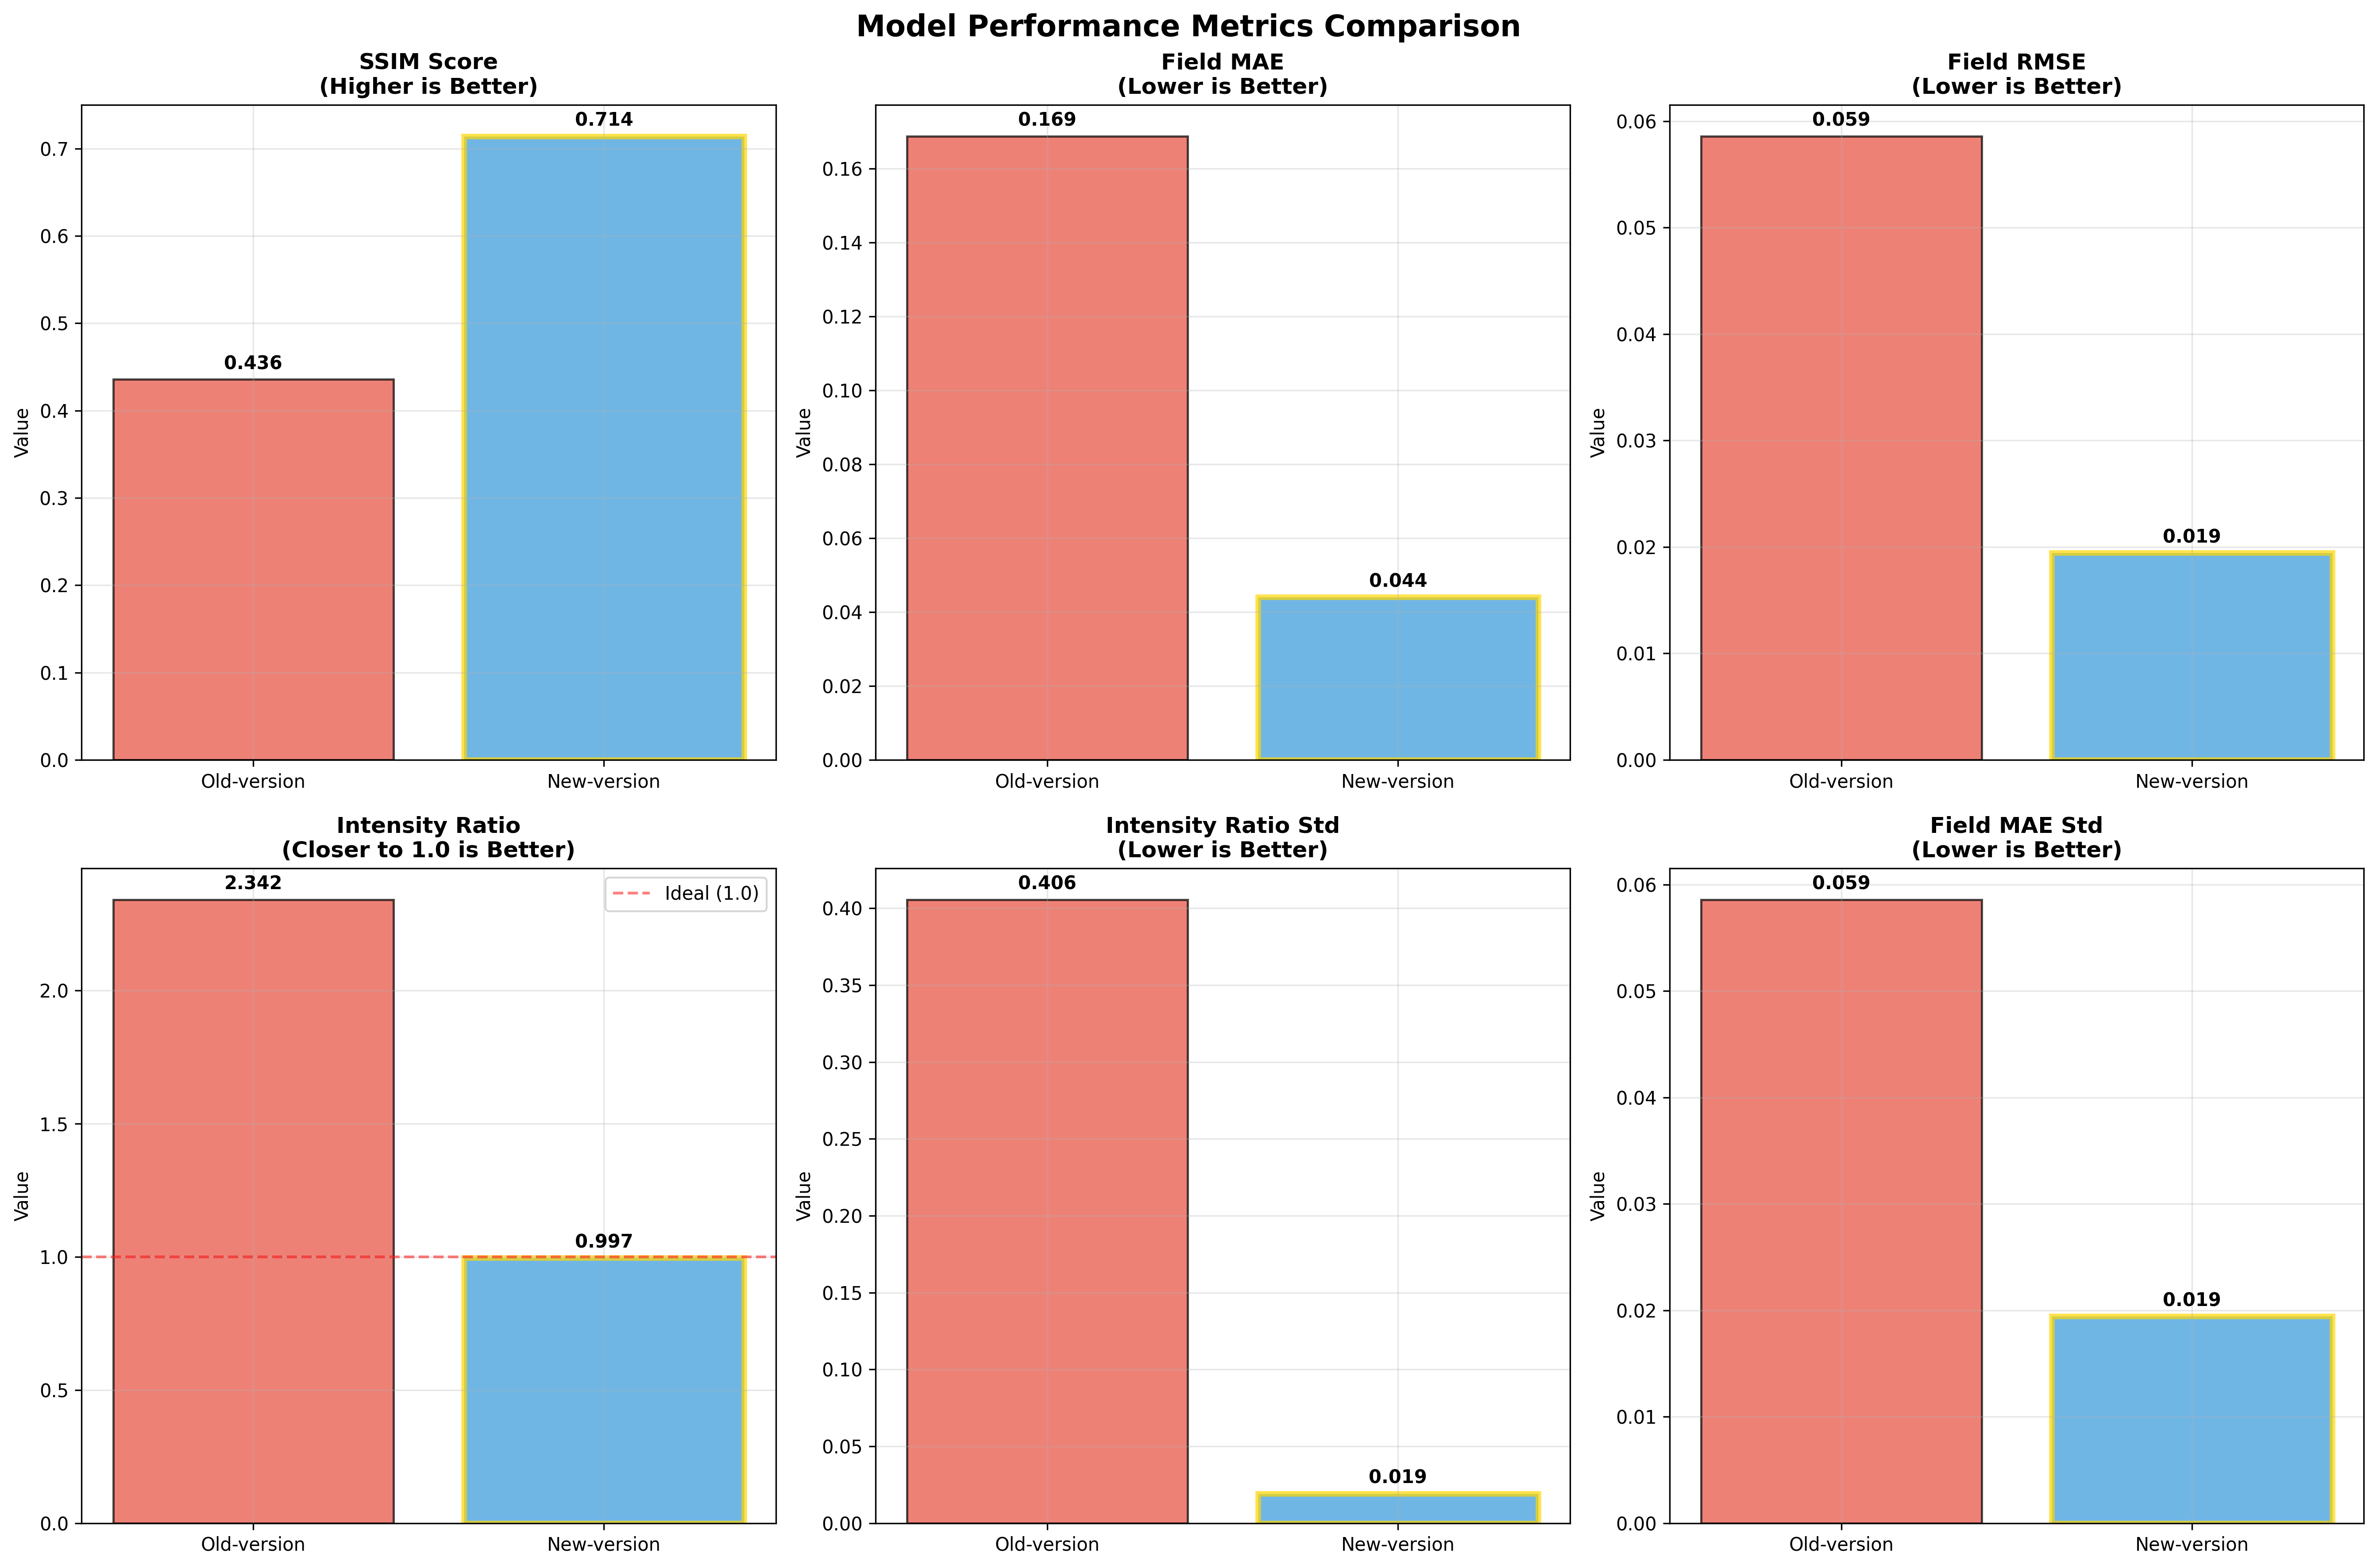 Model Performance Metrics Comparison
SSIM Score
(Higher is Better)
Value
0.7
0.6
0.5
0.4
0.3
0.2
0.1
0.0
0.436
0.714
Old-version
New-version
Field MAE
(Lower is Better)
Value
0.16
0.14
0.12
0.10
0.08
0.06
0.04
0.02
0.00
0.169
0.044
Old-version
New-version
Field RMSE
(Lower is Better)
Value
0.06
0.05
0.04
0.03
0.02
0.01
0.00
0.059
0.019
Old-version
New-version
Intensity Ratio
(Closer to 1.0 is Better)
Value
2.0
1.5
1.0
0.5
0.0
2.342
0.997
Ideal (1.0)
Old-version
New-version
Intensity Ratio Std
(Lower is Better)
Value
0.40
0.35
0.30
0.25
0.20
0.15
0.10
0.05
0.00
0.406
0.019
Old-version
New-version
Field MAE Std
(Lower is Better)
Value
0.06
0.05
0.04
0.03
0.02
0.01
0.00
0.059
0.019
Old-version
New-version